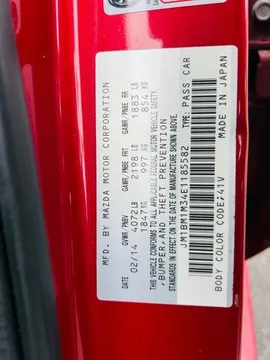 MFD. BY MAZDA MOTOR CORPORATION
02/14 GVWR/PNBV 4072LB 1847KG
GAWR/PNBE FRT 2198 LB 997 KG
GAWR/PNBE RR 1883 LB 854 KG
THIS VEHICLE CONFORMS TO ALL APPLICABLE FEDERAL MOTOR VEHICLE SAFETY,
BUMPER, AND THEFT PREVENTION
STANDARDS IN EFFECT ON THE DATE OF MANUFACTURE SHOWN ABOVE.
JM1BM1M34E1185582 TYPE: PASS CAR
BODY COLOR CODE:41V MADE IN JAPAN